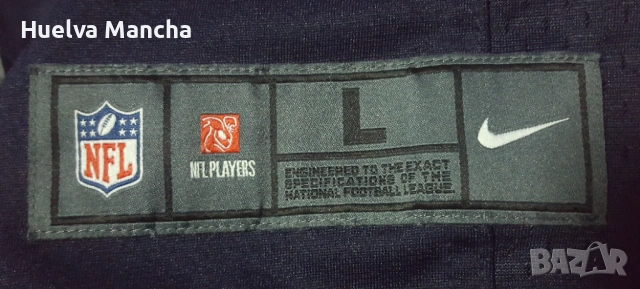 Huelva Mancha
NFL
NFL PLAYERS
L
ENGINEERED TO THE EXACT
SPECIFICATIONS OF THE
NATIONAL FOOTBALL LEAGUE.
BAZAR